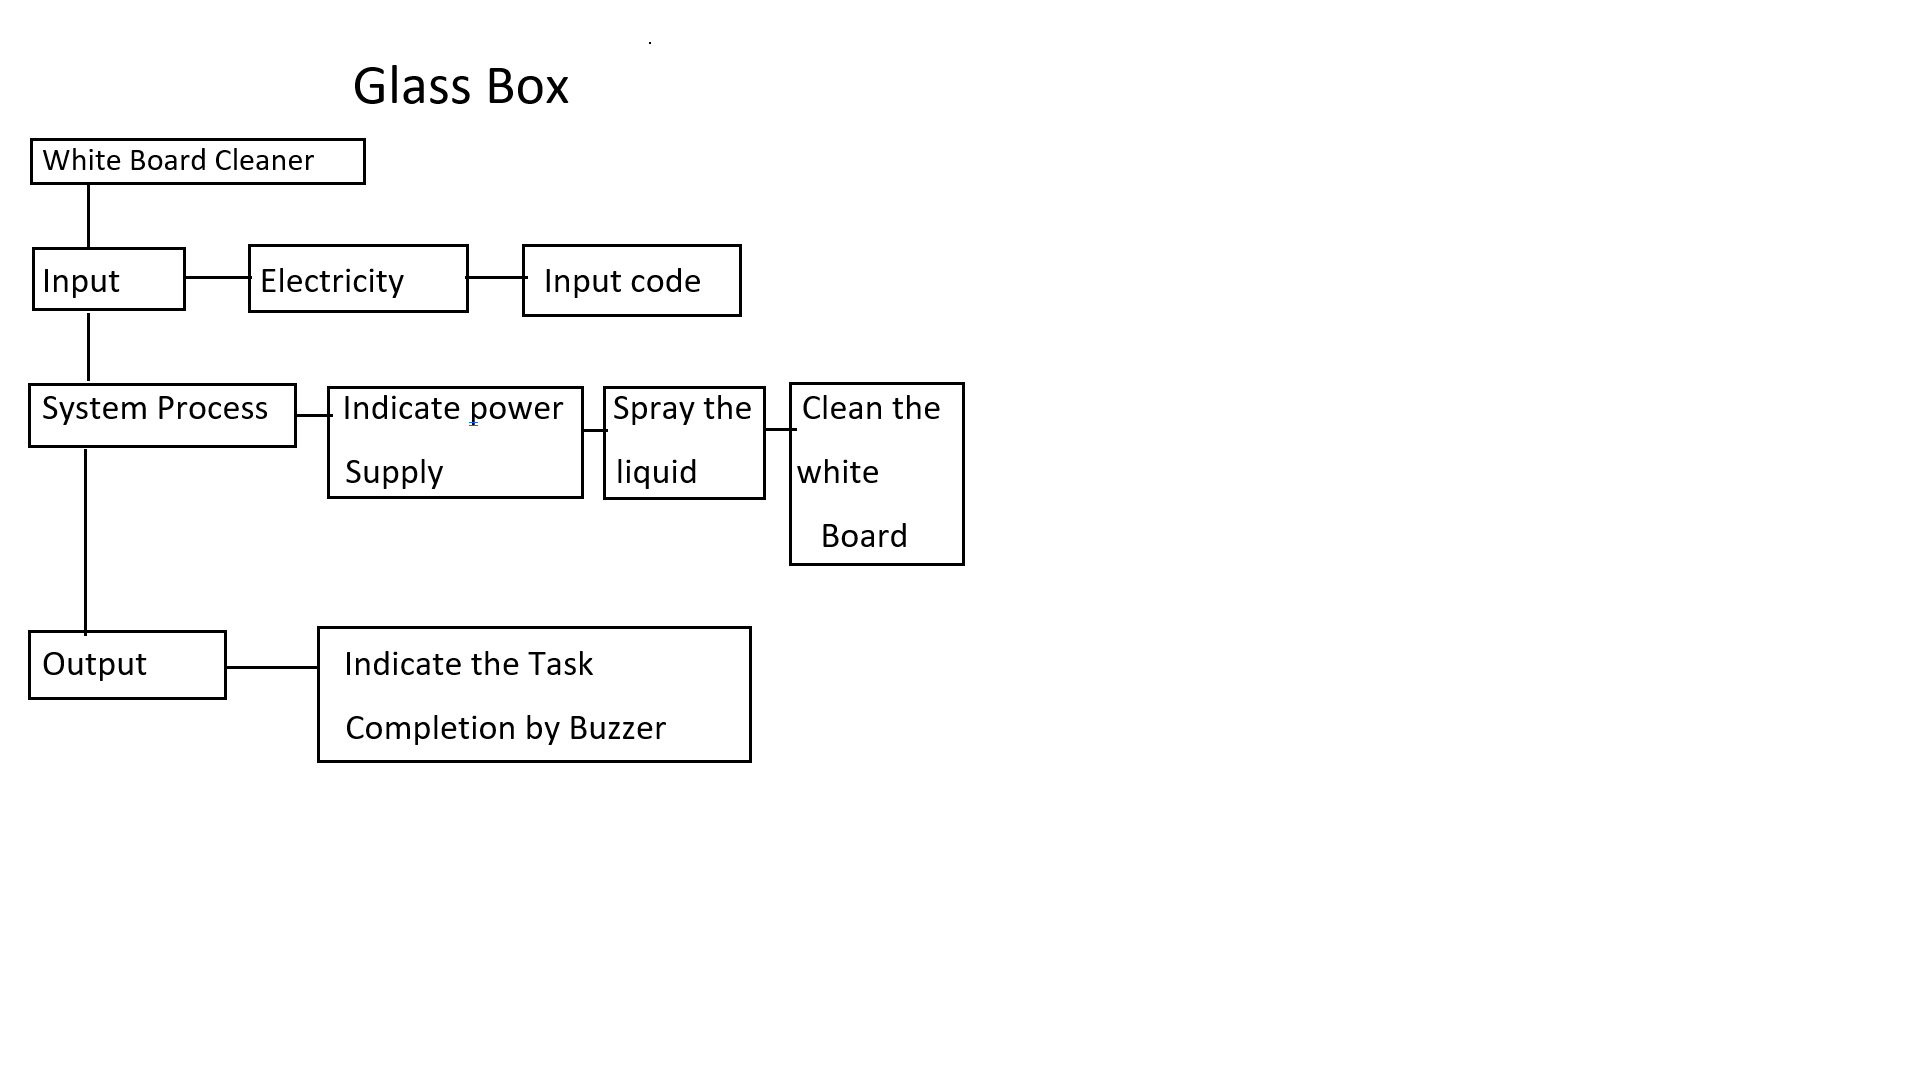 Glass Box
White Board Cleaner
Input
Electricity
Input code
System Process
Indicate power
Supply
Spray the
liquid
Clean the
white
Board
Output
Indicate the Task
Completion by Buzzer